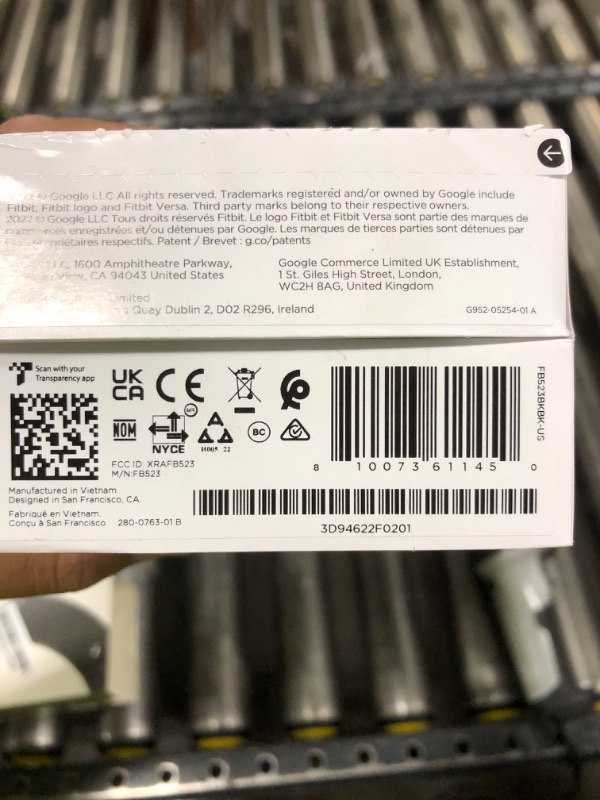 Google LLC All rights reserved. Trademarks registered and/or owned by Google include
Fitbit, Fitbit logo and Fitbit Versa. Third party marks belong to their respective owners.
2022 © Google LLC Tous droits réservés Fitbit. Le logo Fitbit et Fitbit Versa sont partie des marques de
commerces enregistrées et/ou détenues par Google. Les marques de tierces parties sont détenues par
propriétaires respectifs. Patent / Brevet : g.co/patents
1600 Amphitheatre Parkway,
CA 94043 United States
Google Commerce Limited UK Establishment,
1 St. Giles High Street, London,
WC2H 8AG, United Kingdom
Limited
Quay Dublin 2, D02 R296, Ireland
G952-05254-01 A
Scan with your
Transparency app
UK
CA
CE
NOM
NYCE
MR
BC
FCC ID: XRAFB523
M/N:FB523
Manufactured in Vietnam.
Designed in San Francisco, CA.
Fabriqué en Vietnam.
Conçu à San Francisco
280-0763-01 B
8 10073 61145 0
FB523BKBK-US
3D94622F0201